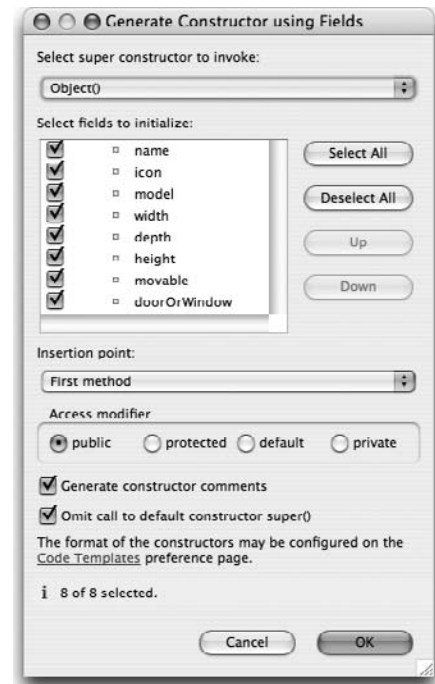 Generate Constructor using Fields
Select super constructor to invoke:
Object()
Select fields to initialize:
name
icon
model
width
depth
height
movable
doorOrWindow
Select All
Deselect All
Up
Down
Insertion point:
First method
Access modifier
public protected default private
Generate constructor comments
Omit call to default constructor super()
The format of the constructors may be configured on the
Code Templates preference page.
i 8 of 8 selected.
Cancel OK